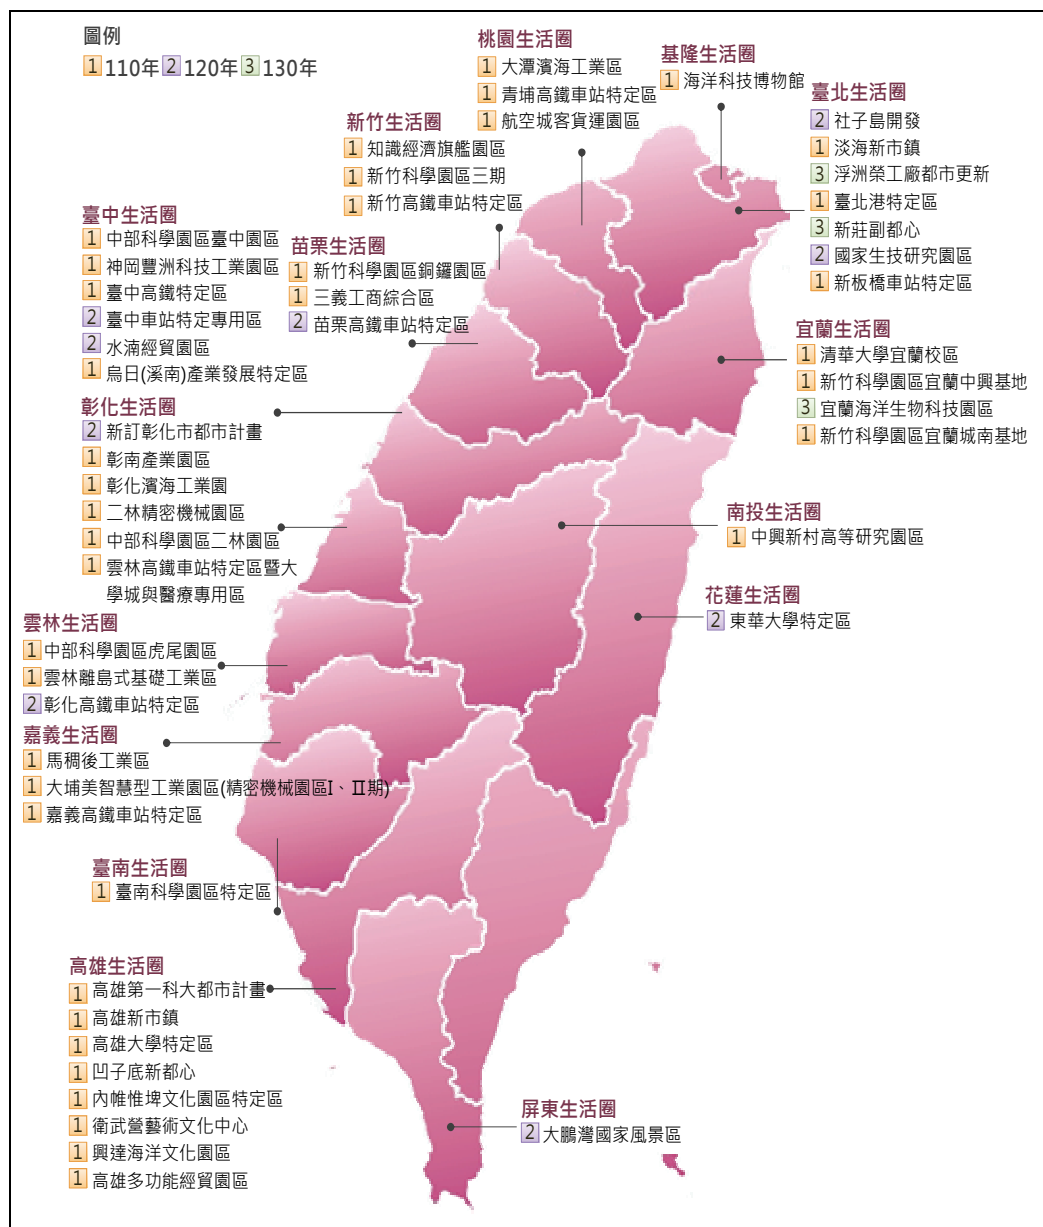 圖例
1 110年 2 120年 3 130年
桃園生活圈
1 大潭濱海工業區
1 青埔高鐵車站特定區
1 航空城客貨運園區
基隆生活圈
1 海洋科技博物館
臺北生活圈
2 社子島開發
1 淡海新市鎮
3 浮洲榮工廠都市更新
1 臺北港特定區
3 新莊副都心
2 國家生技研究園區
1 新板橋車站特定區
新竹生活圈
1 知識經濟旗艦園區
1 新竹科學園區三期
1 新竹高鐵車站特定區
臺中生活圈
1 中部科學園區臺中園區
1 神岡豐洲科技工業園區
1 臺中高鐵特定區
2 臺中車站特定專用區
2 水湳經貿園區
1 烏日(溪南)產業發展特定區
苗栗生活圈
1 新竹科學園區銅鑼園區
1 三義工商綜合區
2 苗栗高鐵車站特定區
宜蘭生活圈
1 清華大學宜蘭校區
1 新竹科學園區宜蘭中興基地
3 宜蘭海洋生物科技園區
1 新竹科學園區宜蘭城南基地
彰化生活圈
2 新訂彰化市都市計畫
1 彰南產業園區
1 彰化濱海工業園
1 二林精密機械園區
1 中部科學園區二林園區
1 雲林高鐵車站特定區暨大
學城與醫療專用區
南投生活圈
1 中興新村高等研究園區
花蓮生活圈
2 東華大學特定區
雲林生活圈
1 中部科學園區虎尾園區
1 雲林離島式基礎工業區
2 彰化高鐵車站特定區
嘉義生活圈
1 馬稠後工業區
1 大埔美智慧型工業園區(精密機械園區I、II期)
1 嘉義高鐵車站特定區
臺南生活圈
1 臺南科學園區特定區
高雄生活圈
1 高雄第一科大都市計畫
1 高雄新市鎮
1 高雄大學特定區
1 凹子底新都心
1 內帷惟埤文化園區特定區
1 衛武營藝術文化中心
1 興達海洋文化園區
1 高雄多功能經貿園區
屏東生活圈
2 大鵬灣國家風景區